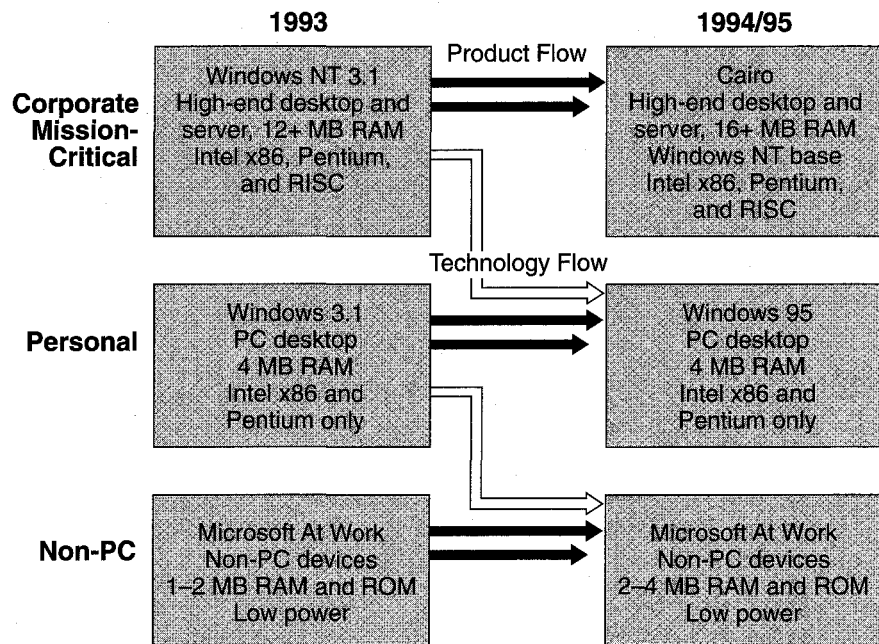 1993
1994/95
Corporate
Mission-
Critical
Windows NT 3.1
High-end desktop and
server, 12+ MB RAM
Intel x86, Pentium,
and RISC
Product Flow
Cairo
High-end desktop and
server, 16+ MB RAM
Windows NT base
Intel x86, Pentium,
and RISC
Technology Flow
Personal
Windows 3.1
PC desktop
4 MB RAM
Intel x86 and
Pentium only
Windows 95
PC desktop
4 MB RAM
Intel x86 and
Pentium only
Non-PC
Microsoft At Work
Non-PC devices
1–2 MB RAM and ROM
Low power
Microsoft At Work
Non-PC devices
2–4 MB RAM and ROM
Low power